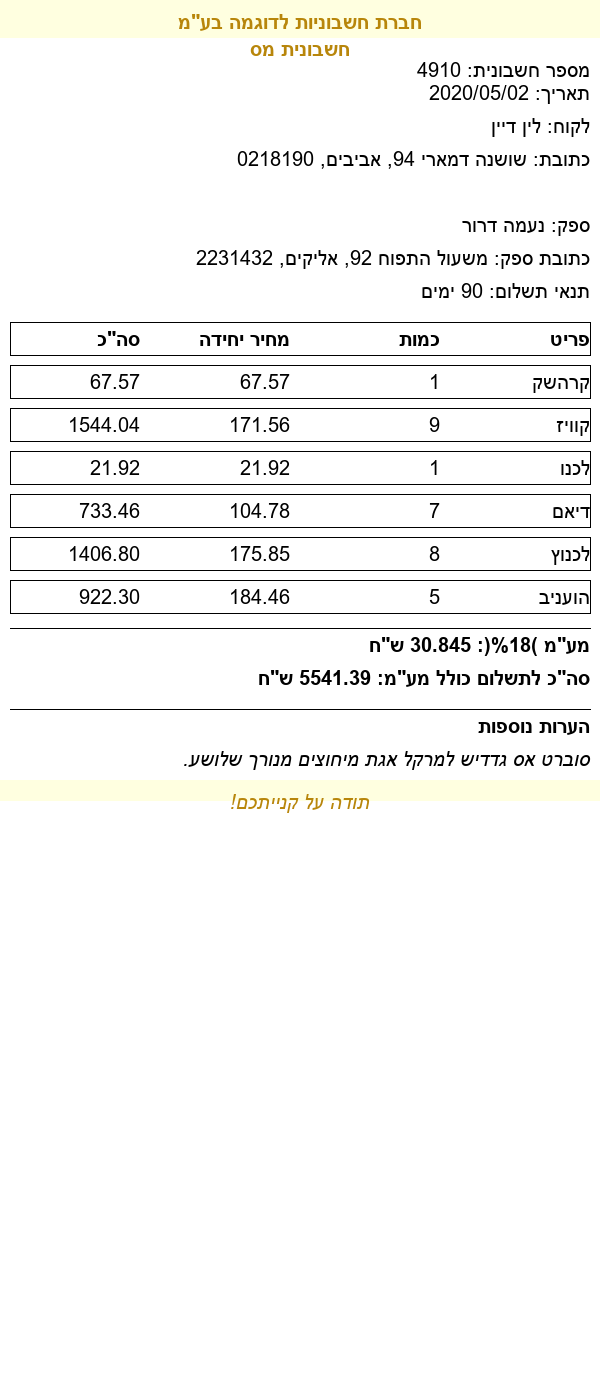 חברת חשבוניות לדוגמה בע"מ
חשבונית מס
מספר חשבונית: 4910
תאריך: 2020/05/02
לקוח: לין דיין
כתובת: שושנה דמארי 94, אביבים, 0218190
ספק: נעמה דרור
כתובת ספק: משעול התפוח 92, אליקים, 2231432
תנאי תשלום: 90 ימים
פריט כמות מחיר יחידה סה"כ
קרהשק 1 67.57 67.57
קוויז 9 171.56 1544.04
לכנו 1 21.92 21.92
דיאם 7 104.78 733.46
לכנוץ 8 175.85 1406.80
הועניב 5 184.46 922.30
מע"מ )18%(: 30.845 ש"ח
סה"כ לתשלום כולל מע"מ: 5541.39 ש"ח
הערות נוספות
סוברט אס גדדיש למרקל אגת מיחוצים מנורך שלושע.
תודה על קנייתכם!